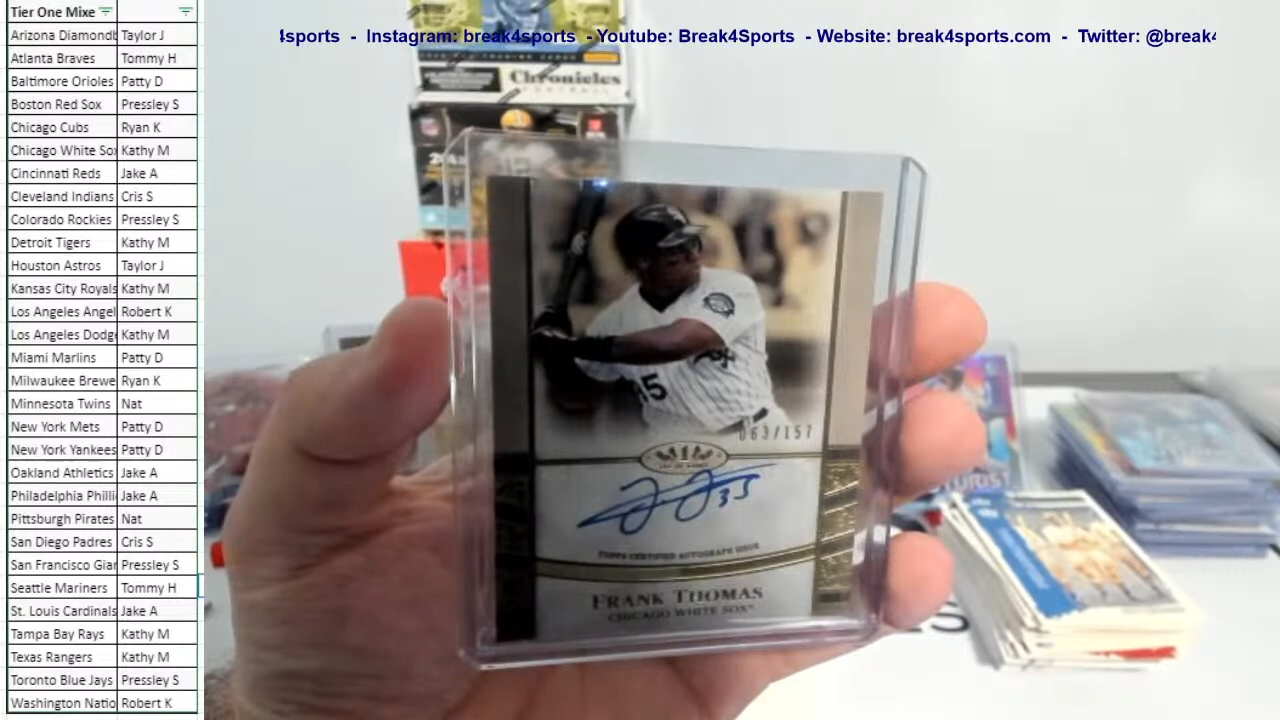 Tier One Mixe
Arizona Diamondb Taylor J
Atlanta Braves Tommy H
Baltimore Orioles Patty D
Boston Red Sox Pressley S
Chicago Cubs Ryan K
Chicago White Sox Kathy M
Cincinnati Reds Jake A
Cleveland Indians Cris S
Colorado Rockies Pressley S
Detroit Tigers Kathy M
Houston Astros Taylor J
Kansas City Royals Kathy M
Los Angeles Angel Robert K
Los Angeles Dodge Kathy M
Miami Marlins Patty D
Milwaukee Brewe Ryan K
Minnesota Twins Nat
New York Mets Patty D
New York Yankees Patty D
Oakland Athletics Jake A
Philadelphia Philli Jake A
Pittsburgh Pirates Nat
San Diego Padres Cris S
San Francisco Gian Pressley S
Seattle Mariners Tommy H
St. Louis Cardinals Jake A
Tampa Bay Rays Kathy M
Texas Rangers Kathy M
Toronto Blue Jays Pressley S
Washington Natio Robert K
4sports - Instagram: break4sports - Youtube: Break4Sports - Website: break4sports.com - Twitter: @break4
Chronicles
FOOTBALL
35
063/157
1
35
TOPPS CERTIFIED AUTOGRAPH ISSUE
FRANK THOMAS
CHICAGO WHITE SOX